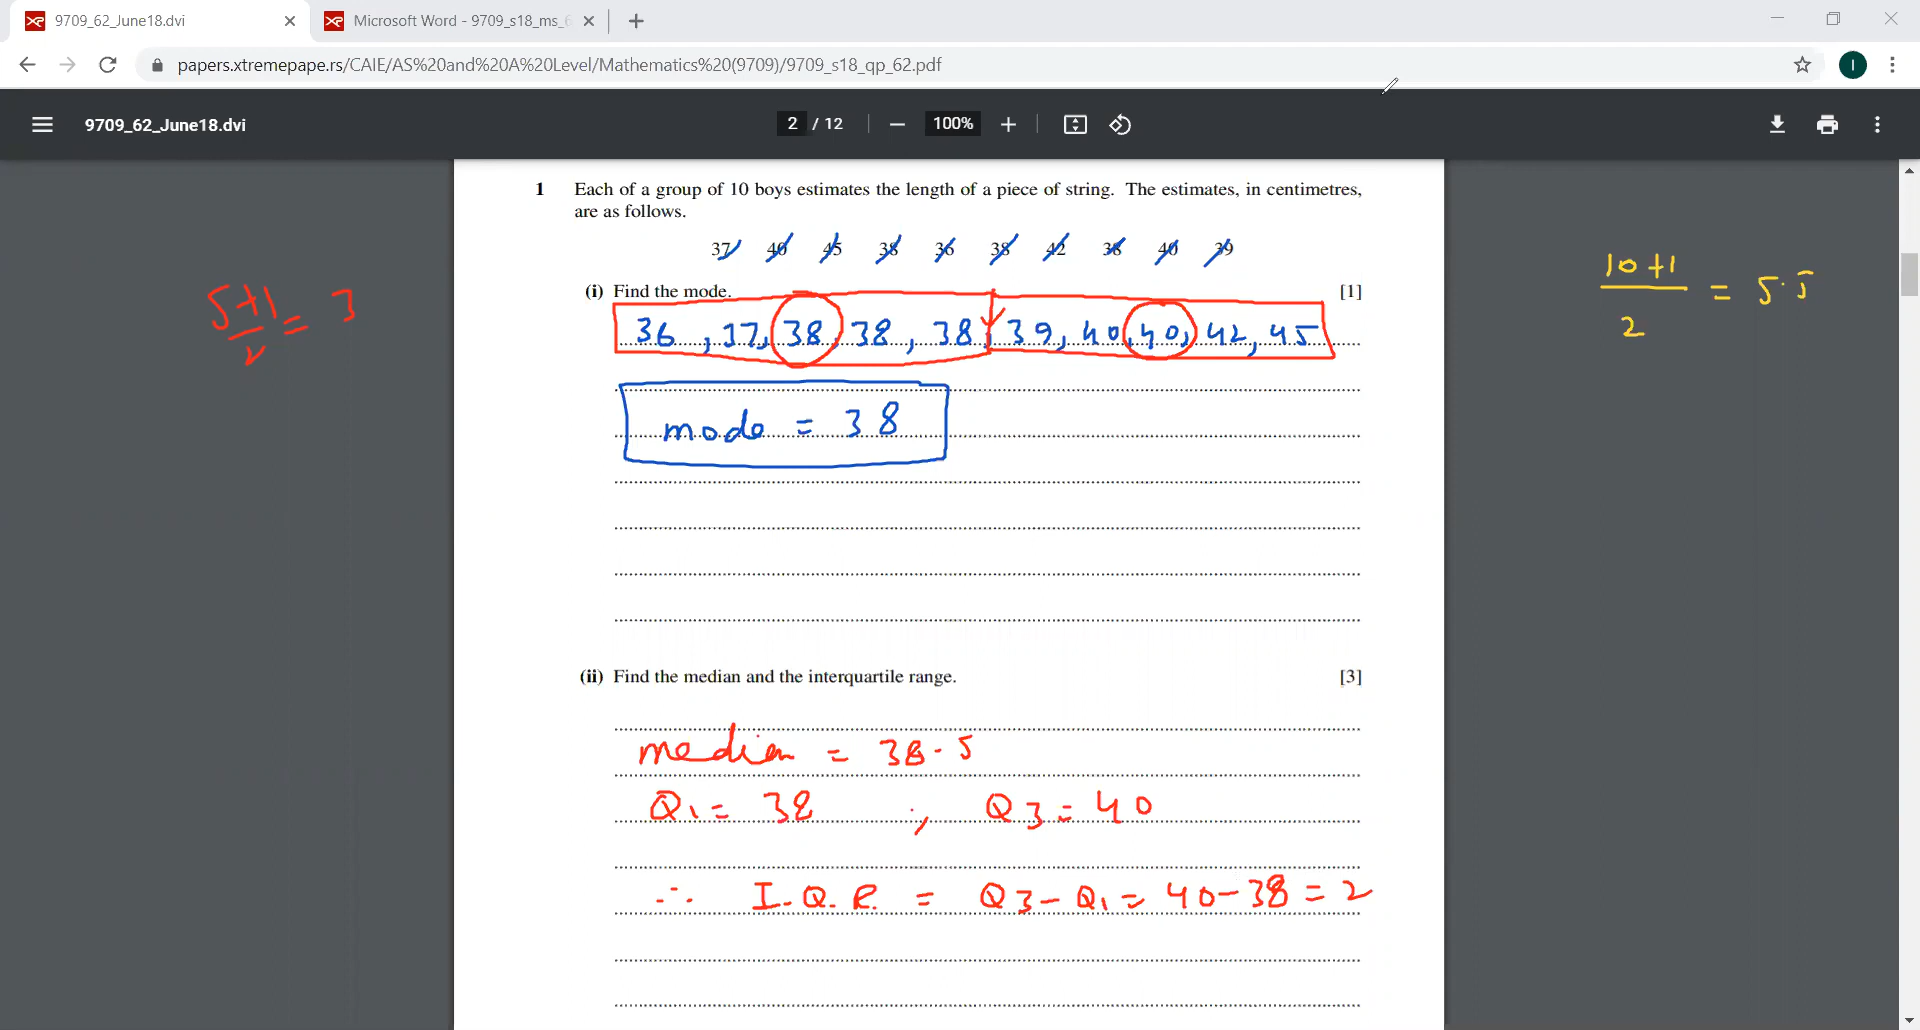 9709_62_June18.dvi
Microsoft Word - 9709_s18_ms_6
papers.xtremepape.rs/CAIE/AS%20and%20A%20Level/Mathematics%20(9709)/9709_s18_qp_62.pdf
I
9709_62_June18.dvi
2 / 12
100%
1 Each of a group of 10 boys estimates the length of a piece of string. The estimates, in centimetres,
are as follows.
37 40 45 38 36 38 42 38 40 39
(i) Find the mode. [1]
36, 37, 38, 38, 38, 39, 40, 40, 42, 45
mode = 38
5+1
2
= 3
10+1
2
= 5.5
(ii) Find the median and the interquartile range. [3]
median = 38.5
Q1 = 38 ; Q3 = 40
∴ I.Q.R. = Q3 - Q1 = 40 - 38 = 2